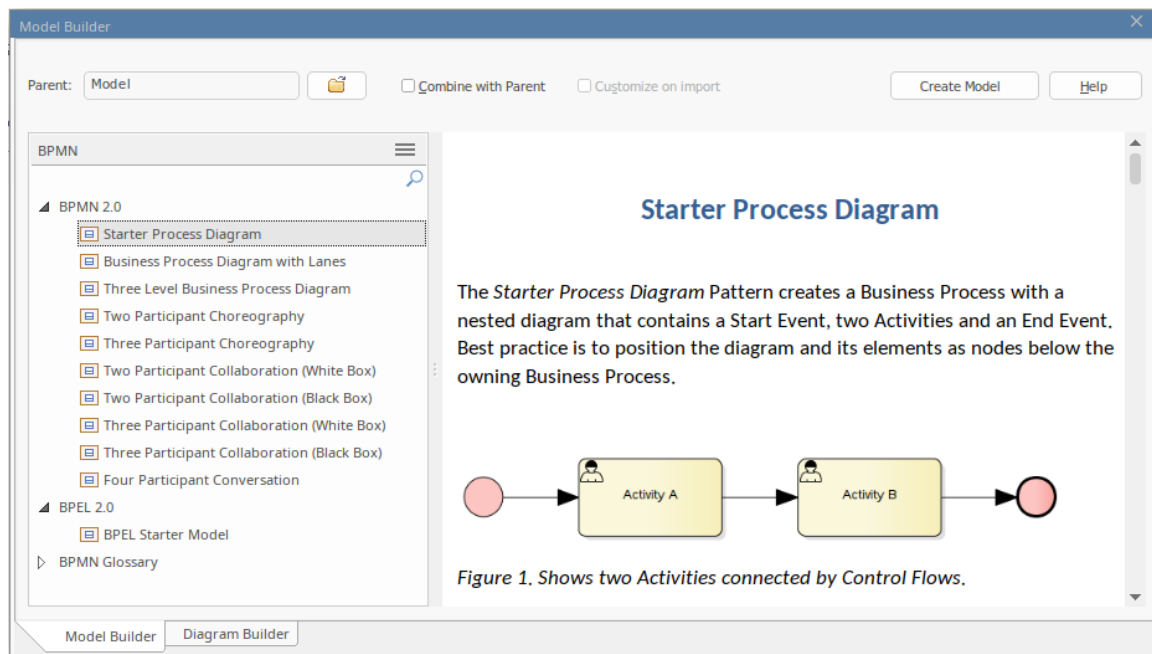 Model Builder
Parent: Model Combine with Parent Customize on import Create Model Help
BPMN
BPMN 2.0
Starter Process Diagram
Business Process Diagram with Lanes
Three Level Business Process Diagram
Two Participant Choreography
Three Participant Choreography
Two Participant Collaboration (White Box)
Two Participant Collaboration (Black Box)
Three Participant Collaboration (White Box)
Three Participant Collaboration (Black Box)
Four Participant Conversation
BPEL 2.0
BPEL Starter Model
BPMN Glossary
Starter Process Diagram
The Starter Process Diagram Pattern creates a Business Process with a
nested diagram that contains a Start Event, two Activities and an End Event.
Best practice is to position the diagram and its elements as nodes below the
owning Business Process.
Activity A Activity B
Figure 1. Shows two Activities connected by Control Flows.
Model Builder Diagram Builder